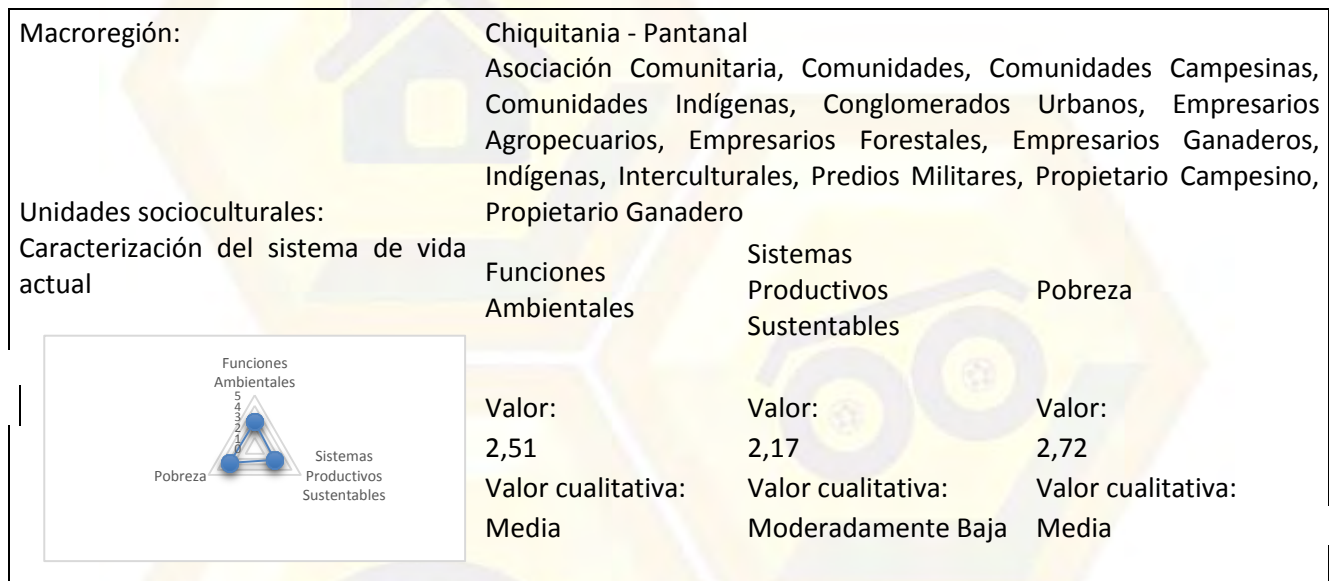 Macroregión:
Chiquitania - Pantanal
Unidades socioculturales:
Asociación Comunitaria, Comunidades, Comunidades Campesinas,
Comunidades Indígenas, Conglomerados Urbanos, Empresarios
Agropecuarios, Empresarios Forestales, Empresarios Ganaderos,
Indígenas, Interculturales, Predios Militares, Propietario Campesino,
Propietario Ganadero
Caracterización del sistema de vida
actual
Funciones
Ambientales
5
4
3
2
1
0
Sistemas
Productivos
Sustentables
Pobreza
Funciones
Ambientales
Sistemas
Productivos
Sustentables
Pobreza
Valor:
Valor:
Valor:
2,51
2,17
2,72
Valor cualitativa:
Valor cualitativa:
Valor cualitativa:
Media
Moderadamente Baja
Media